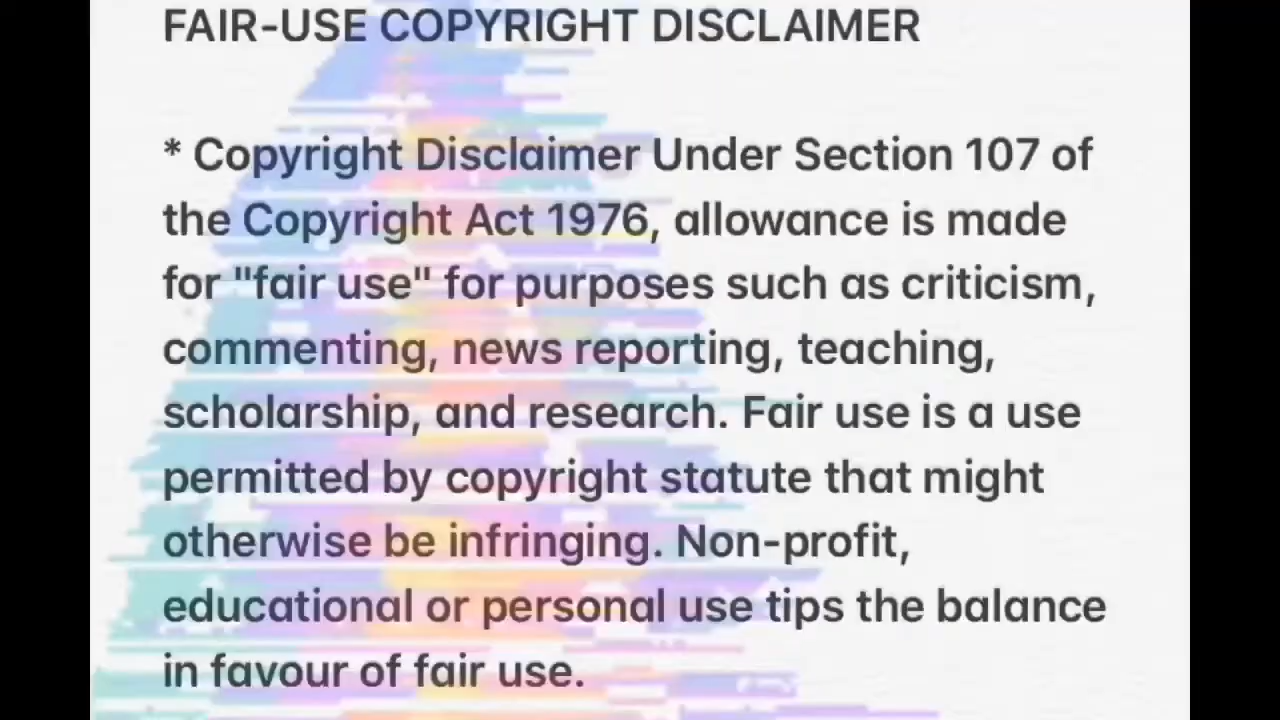 FAIR-USE COPYRIGHT DISCLAIMER
* Copyright Disclaimer Under Section 107 of
the Copyright Act 1976, allowance is made
for "fair use" for purposes such as criticism,
commenting, news reporting, teaching,
scholarship, and research. Fair use is a use
permitted by copyright statute that might
otherwise be infringing. Non-profit,
educational or personal use tips the balance
in favour of fair use.